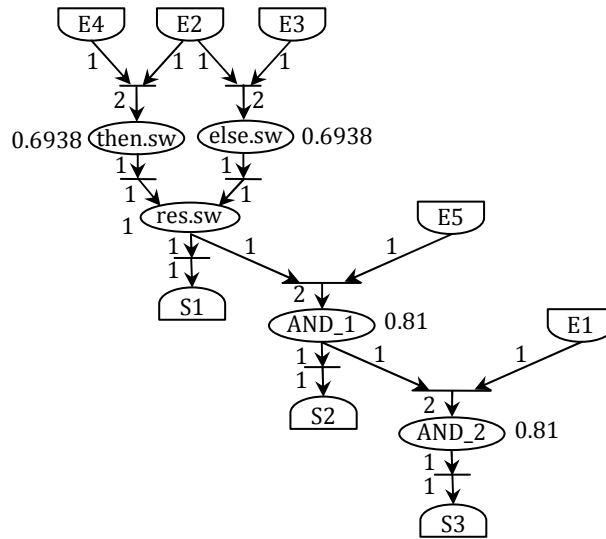 E4 E2 E3
1 1 1 1
2 2
0.6938 then.sw else.sw 0.6938
1 1
1 1
res.sw E5
1
1 1 1
1 2
S1 AND_1 0.81 E1
1 1 1
1
S2 2
AND_2 0.81
1
1
S3